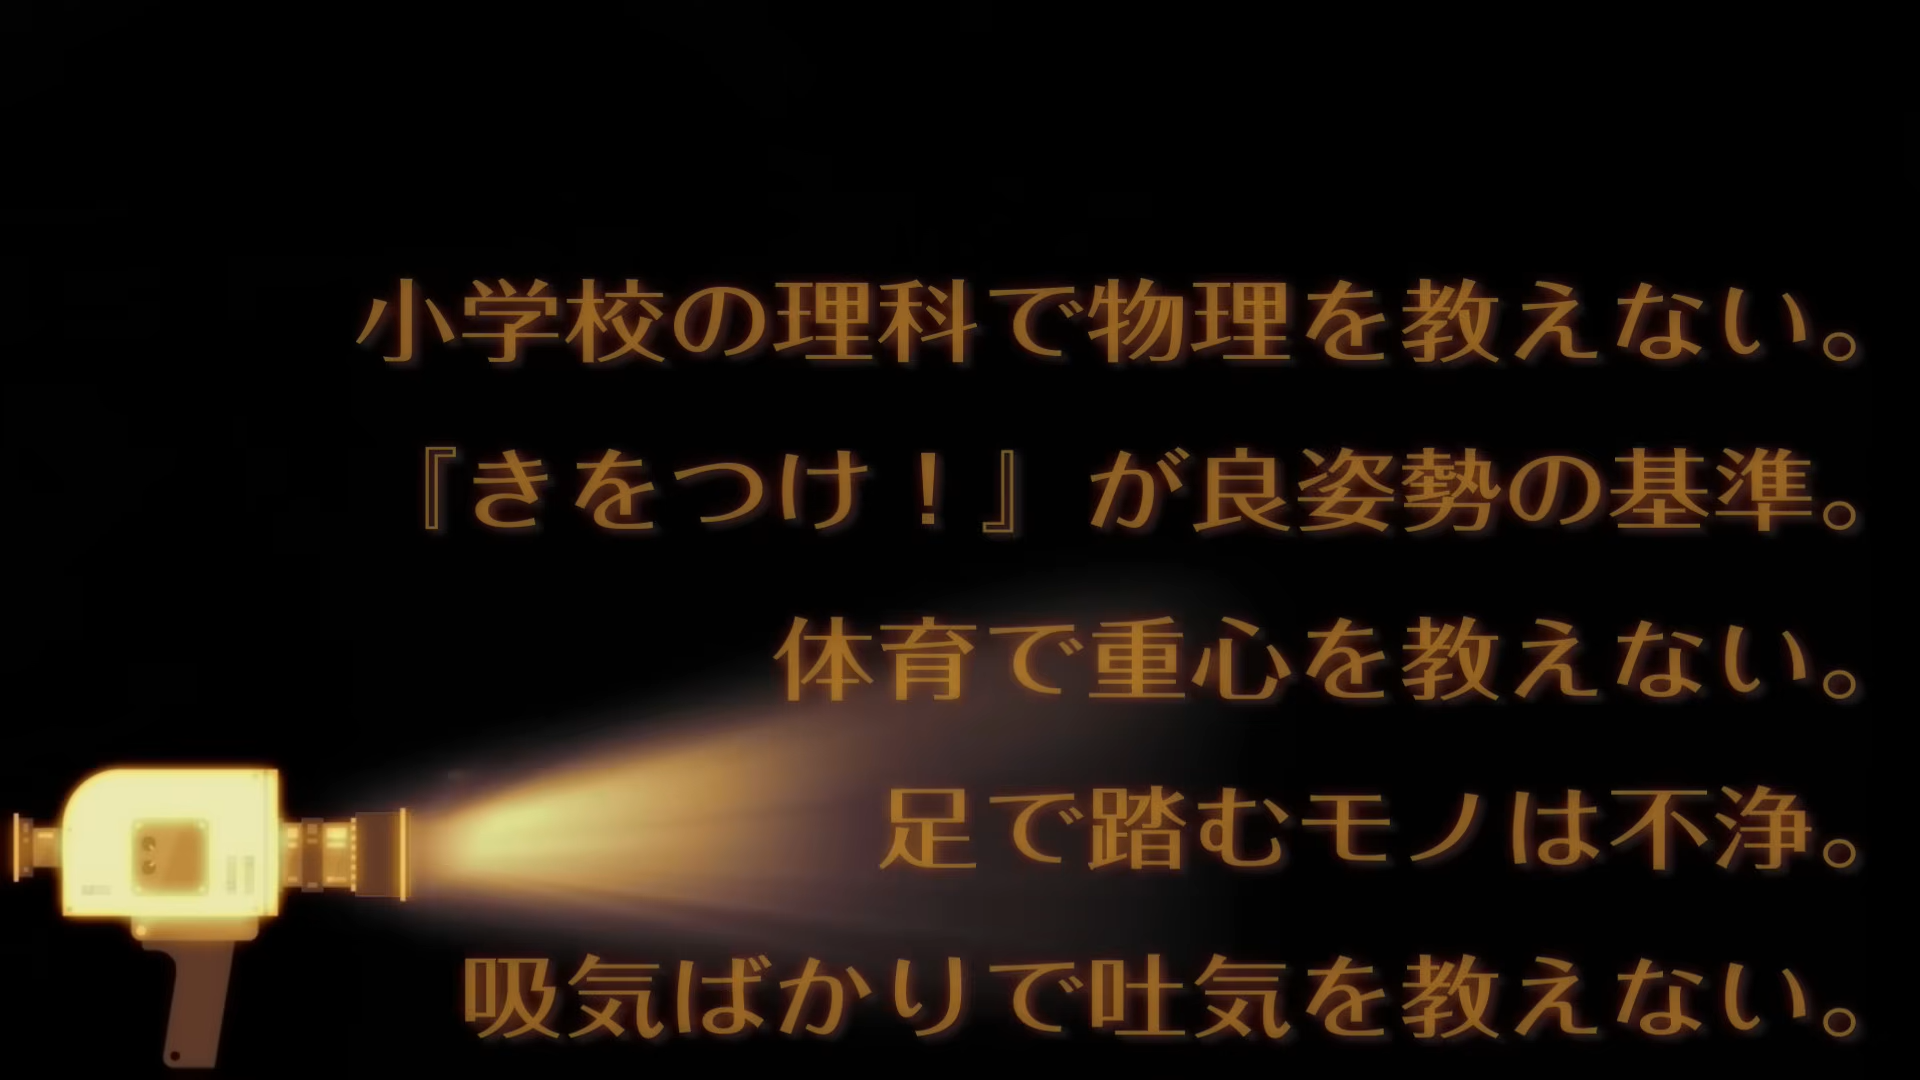 小学校の理科で物理を教えない。
『きをつけ！』が良姿勢の基準。
体育で重心を教えない。
足で踏むモノは不浄。
吸気ばかりで吐気を教えない。